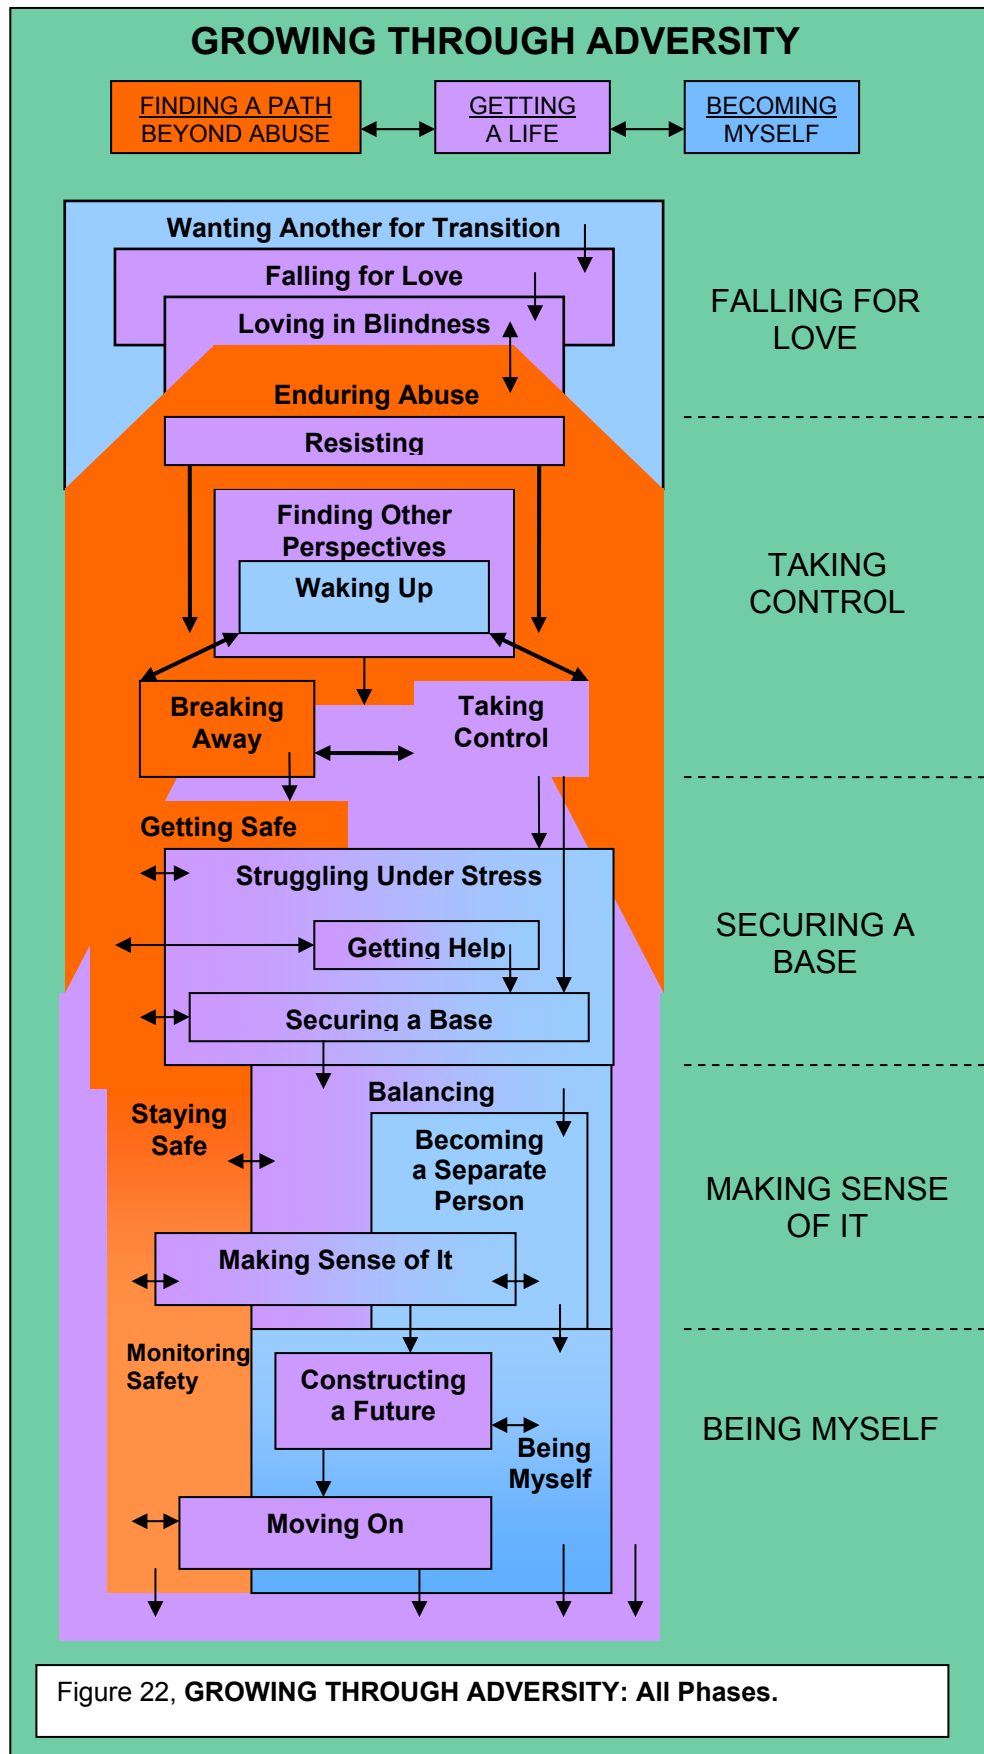 GROWING THROUGH ADVERSITY
FINDING A PATH
BEYOND ABUSE
GETTING
A LIFE
BECOMING
MYSELF
Wanting Another for Transition
Falling for Love
Loving in Blindness
Enduring Abuse
Resisting
FALLING FOR
LOVE
Finding Other
Perspectives
Waking Up
Breaking
Away
Taking
Control
TAKING
CONTROL
Getting Safe
Struggling Under Stress
Getting Help
Securing a Base
SECURING A
BASE
Balancing
Staying
Safe
Becoming
a Separate
Person
Making Sense of It
MAKING SENSE
OF IT
Monitoring
Safety
Constructing
a Future
Being
Myself
Moving On
BEING MYSELF
Figure 22, GROWING THROUGH ADVERSITY: All Phases.